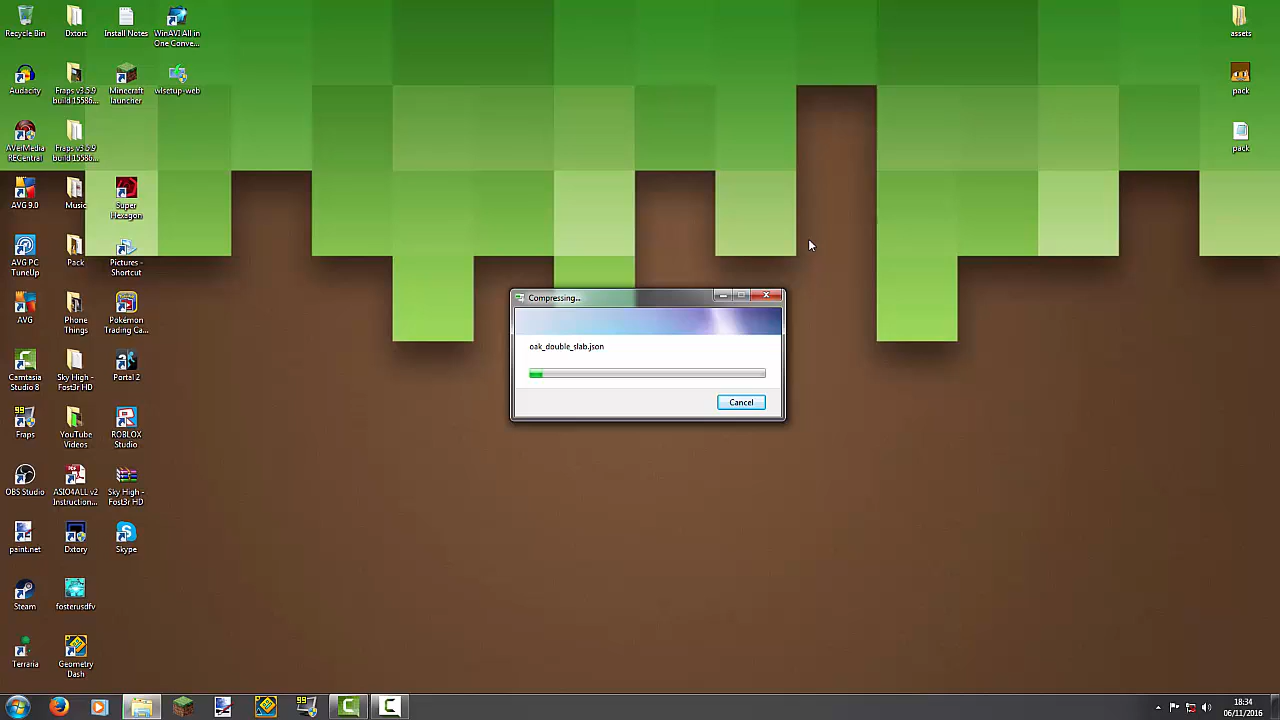 Recycle Bin
Dxtort
Install Notes
WinAVI All in
One Conve...
assets
Audacity
Fraps v3.5.9
build 15586...
Minecraft
launcher
wlsetup-web
pack
AVerMedia
RECentral
Fraps v3.5.9
build 15586...
pack
AVG 9.0
Music
Super
Hexagon
AVG PC
TuneUp
Pack
Pictures -
Shortcut
AVG
Phone
Things
Pokémon
Trading Ca...
Compressing...
oak_double_slab.json
Cancel
Camtasia
Studio 8
Sky High -
Fost3r HD
Portal 2
99
Fraps
YouTube
Videos
ROBLOX
Studio
OBS Studio
ASIO4ALL v2
Instruction...
Sky High -
Fost3r HD
paint.net
Dxtory
Skype
Steam
fosterusdfv
Terraria
Geometry
Dash
99
18:34
06/11/2016